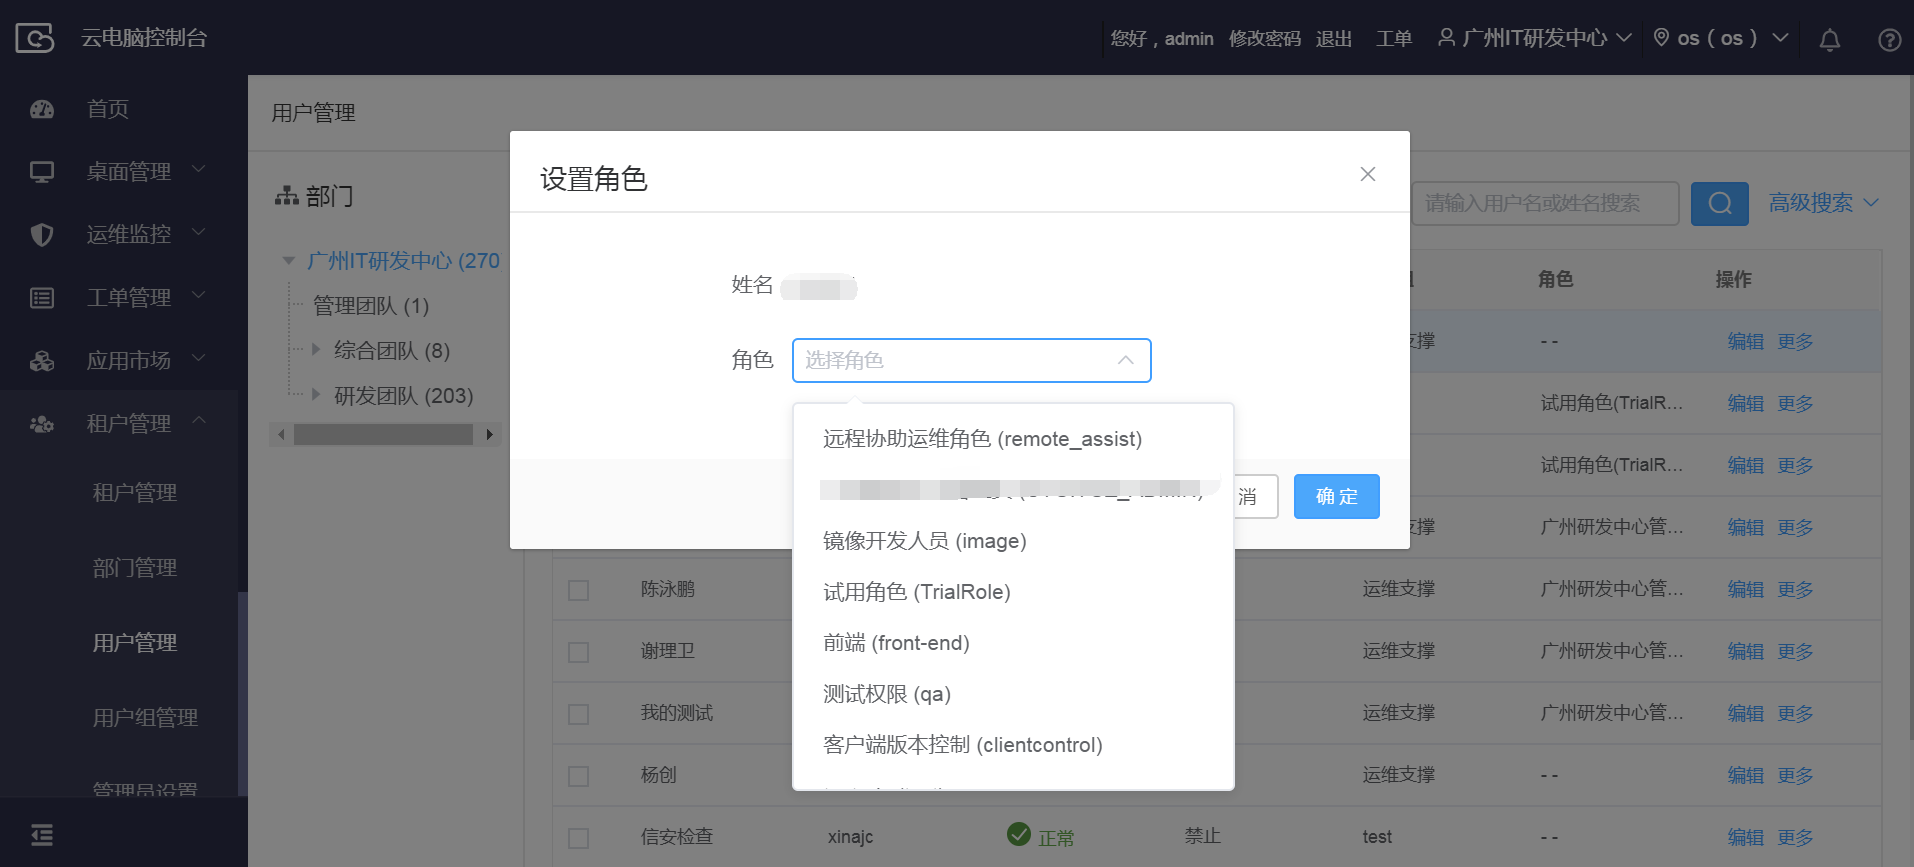 云电脑控制台
您好，admin 修改密码 退出 工单 广州IT研发中心 os（os）
首页
桌面管理
运维监控
工单管理
应用市场
租户管理
租户管理
部门管理
用户管理
用户组管理
管理员设置
用户管理
部门
广州IT研发中心 (270
管理团队 (1)
综合团队 (8)
研发团队 (203)
请输入用户名或姓名搜索
高级搜索
角色 操作
支撑 - - 编辑 更多
试用角色(TrialR... 编辑 更多
试用角色(TrialR... 编辑 更多
支撑 广州研发中心管... 编辑 更多
陈泳鹏 运维支撑 广州研发中心管... 编辑 更多
谢理卫 运维支撑 广州研发中心管... 编辑 更多
我的测试 运维支撑 广州研发中心管... 编辑 更多
杨创 运维支撑 - - 编辑 更多
信安检查 xinajc 正常 禁止 test - - 编辑 更多
设置角色
姓名
角色 选择角色
远程协助运维角色 (remote_assist)
镜像开发人员 (image)
试用角色 (TrialRole)
前端 (front-end)
测试权限 (qa)
客户端版本控制 (clientcontrol)
消 确定